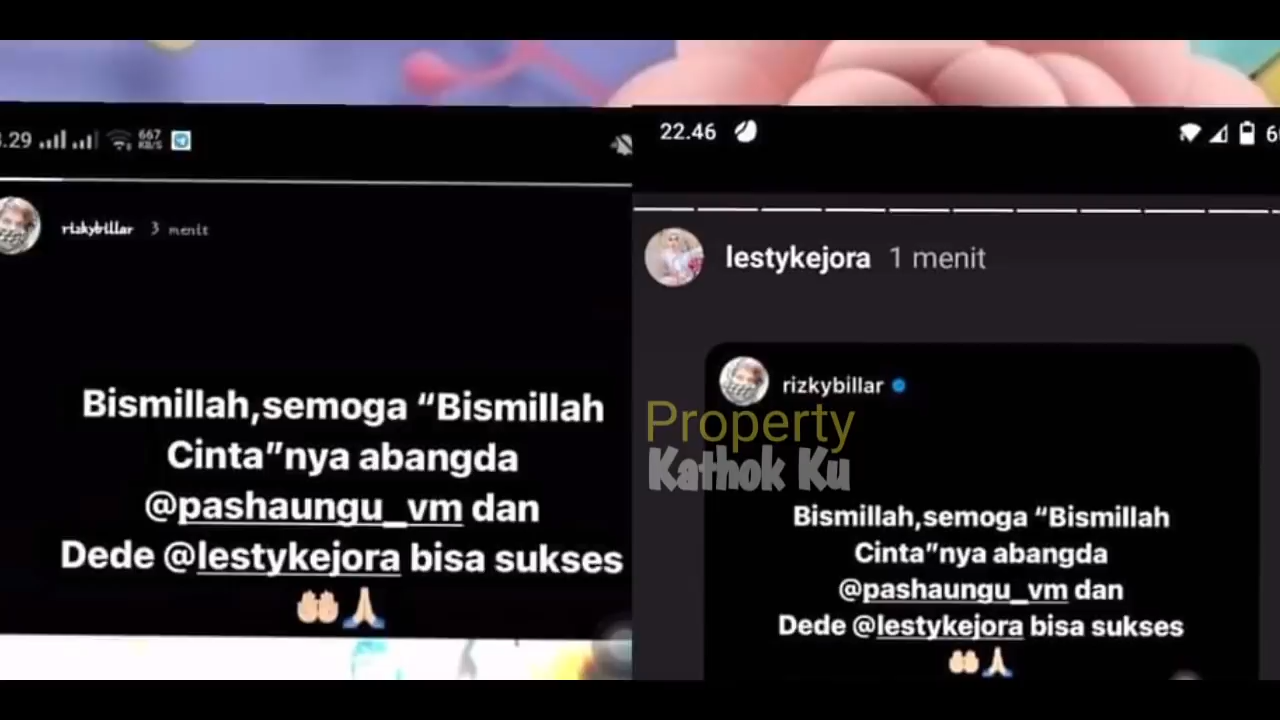 .29
667
KB/S
rizkybillar 3 menit
Bismillah,semoga “Bismillah
Cinta”nya abangda
@pashaungu_vm dan
Dede @lestykejora bisa sukses
🤲🏻🙏🏻
22.46
lestykejora 1 menit
rizkybillar
Property
Kathok Ku
Bismillah,semoga “Bismillah
Cinta”nya abangda
@pashaungu_vm dan
Dede @lestykejora bisa sukses
🤲🏻🙏🏻